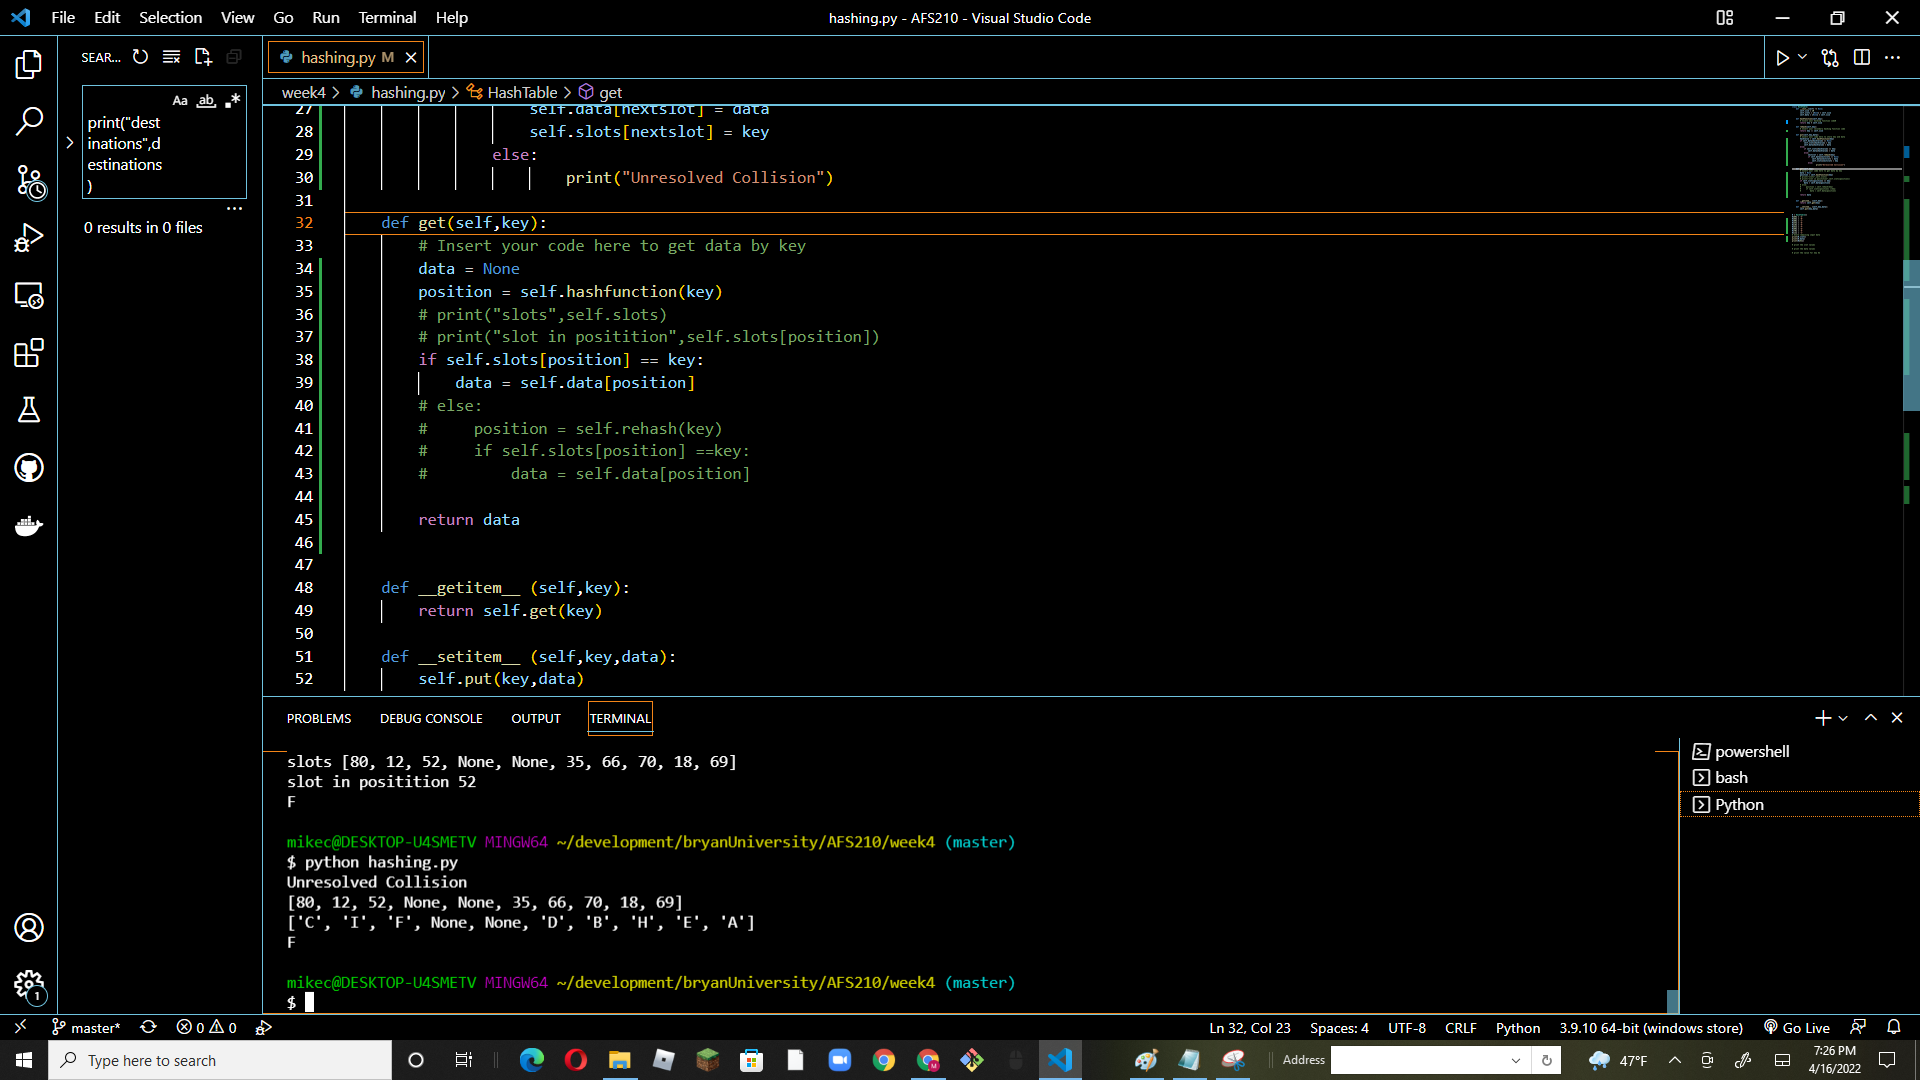 File Edit Selection View Go Run Terminal Help
hashing.py - AFS210 - Visual Studio Code
SEAR...
hashing.py M
Aa ab .*
print("dest
inations",d
estinations
)
0 results in 0 files
week4 > hashing.py > HashTable > get
27 self.data[nextslot] = data
28 self.slots[nextslot] = key
29 else:
30 print("Unresolved Collision")
31
32 def get(self,key):
33 # Insert your code here to get data by key
34 data = None
35 position = self.hashfunction(key)
36 # print("slots",self.slots)
37 # print("slot in positition",self.slots[position])
38 if self.slots[position] == key:
39 data = self.data[position]
40 # else:
41 # position = self.rehash(key)
42 # if self.slots[position] ==key:
43 # data = self.data[position]
44
45 return data
46
47
48 def __getitem__ (self,key):
49 return self.get(key)
50
51 def __setitem__ (self,key,data):
52 self.put(key,data)
PROBLEMS DEBUG CONSOLE OUTPUT TERMINAL
slots [80, 12, 52, None, None, 35, 66, 70, 18, 69]
slot in positition 52
F
mikec@DESKTOP-U4SMETV MINGW64 ~/development/bryanUniversity/AFS210/week4 (master)
$ python hashing.py
Unresolved Collision
[80, 12, 52, None, None, 35, 66, 70, 18, 69]
['C', 'I', 'F', None, None, 'D', 'B', 'H', 'E', 'A']
F
mikec@DESKTOP-U4SMETV MINGW64 ~/development/bryanUniversity/AFS210/week4 (master)
$
powershell
bash
Python
1
master* 0 0
Ln 32, Col 23 Spaces: 4 UTF-8 CRLF Python 3.9.10 64-bit (windows store) Go Live
Type here to search
Address
47°F
7:26 PM
4/16/2022